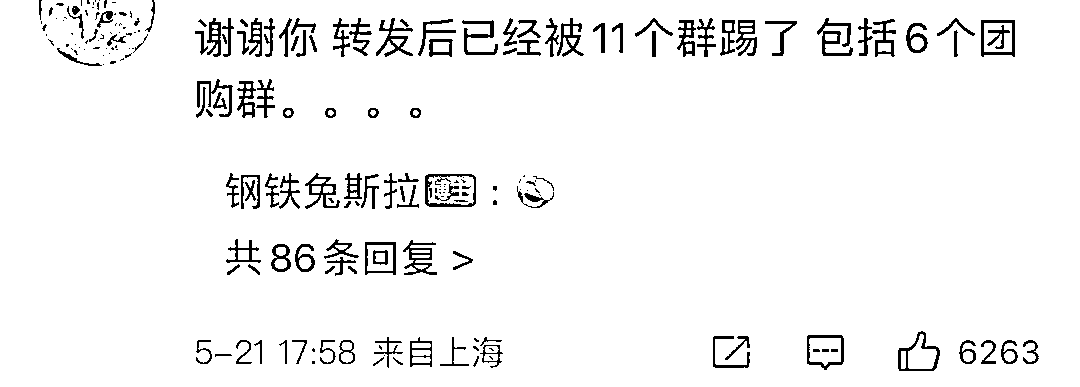 谢谢你 转发后已经被11个群踢了 包括6个团
购群。。。。
钢铁兔斯拉博主：
共86条回复 >
5-21 17:58 来自上海
6263